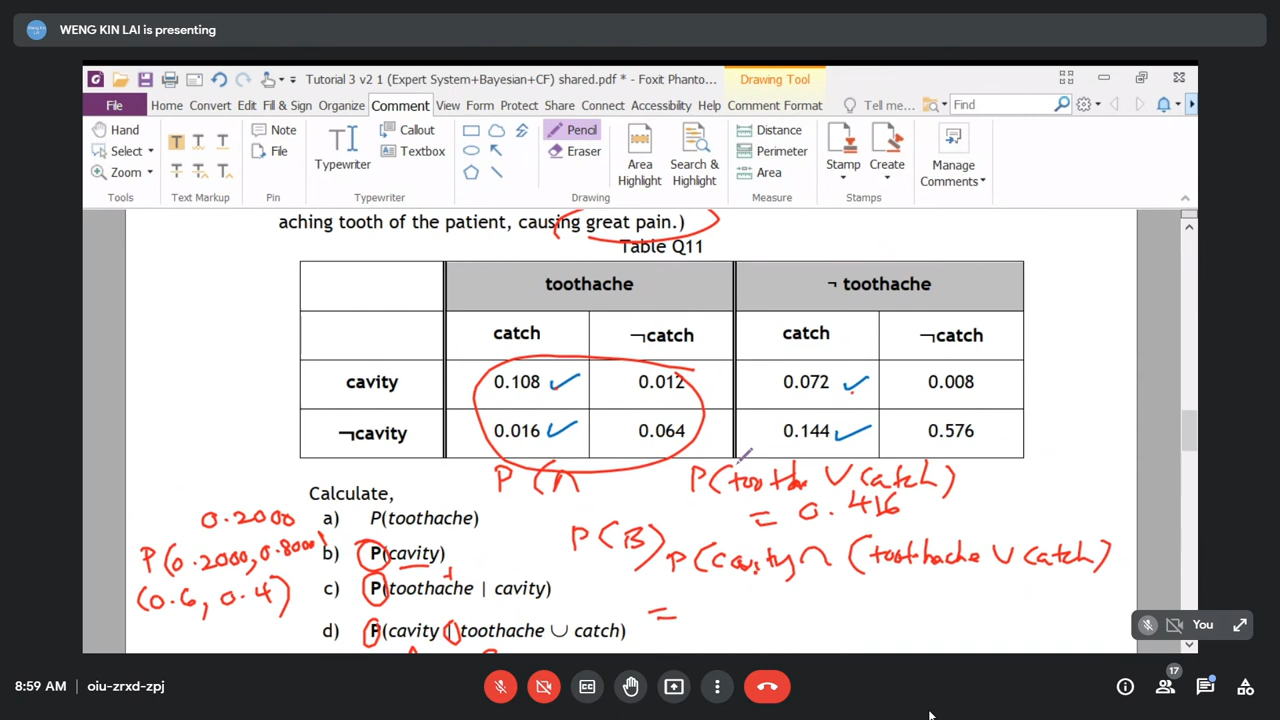 WENG KIN LAI is presenting
Tutorial 3 v2 1 (Expert System+Bayesian+CF) shared.pdf * - Foxit Phanto... Drawing Tool
File Home Convert Edit Fill & Sign Organize Comment View Form Protect Share Connect Accessibility Help Comment Format Tell me... Find
Hand Note Callout Pencil Distance
Select File Textbox Eraser Perimeter
Zoom Typewriter Area Highlight Search & Highlight Area Stamp Create Manage Comments
Tools Text Markup Pin Typewriter Drawing Measure Stamps
aching tooth of the patient, causing great pain.)
Table Q11
toothache ¬ toothache
catch ¬catch catch ¬catch
cavity 0.108 0.012 0.072 0.008
¬cavity 0.016 0.064 0.144 0.576
P(∩ P(toothe ∪ catch)
Calculate,
= 0.416
0.2000 a) P(toothache)
P(B) P(cavity ∩ (toothache ∪ catch)
P(0.2000, 0.8000) b) P(cavity)
(0.6, 0.4) c) P(toothache | cavity)
=
d) P(cavity | toothache ∪ catch)
You
8:59 AM | oiu-zrxd-zpj
17